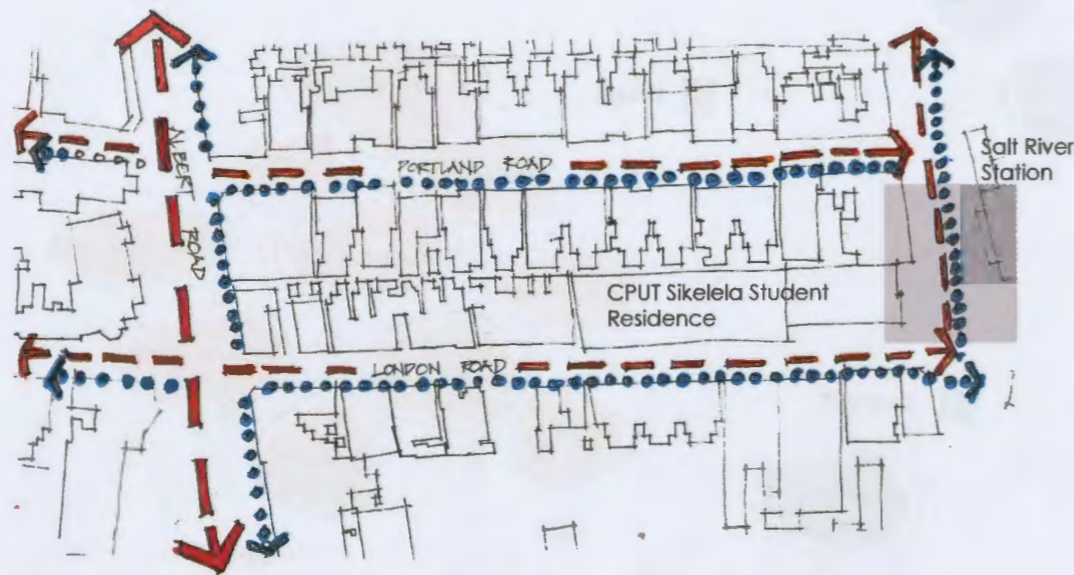 ALBERT
ROAD
PORTLAND ROAD
Salt River
Station
CPUT Sikelela Student
Residence
LONDON ROAD